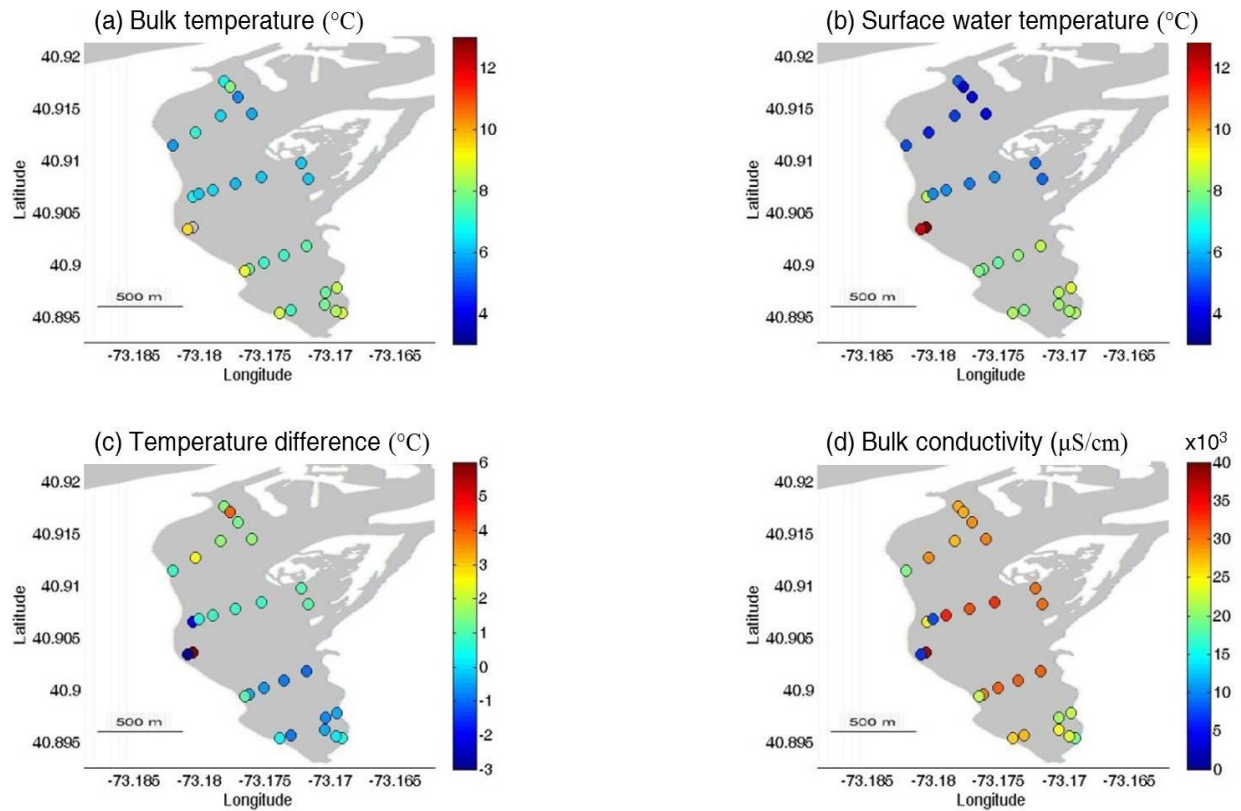 (a) Bulk temperature (°C)
40.92
40.915
40.91
40.905
40.9
40.895
Latitude
500 m
-73.185 -73.18 -73.175 -73.17 -73.165
Longitude
12
10
8
6
4
(b) Surface water temperature (°C)
40.92
40.915
40.91
40.905
40.9
40.895
Latitude
500 m
-73.185 -73.18 -73.175 -73.17 -73.165
Longitude
12
10
8
6
4
(c) Temperature difference (°C)
40.92
40.915
40.91
40.905
40.9
40.895
Latitude
500 m
-73.185 -73.18 -73.175 -73.17 -73.165
Longitude
6
5
4
3
2
1
0
-1
-2
-3
(d) Bulk conductivity (µS/cm) x10³
40.92
40.915
40.91
40.905
40.9
40.895
Latitude
500 m
-73.185 -73.18 -73.175 -73.17 -73.165
Longitude
40
35
30
25
20
15
10
5
0